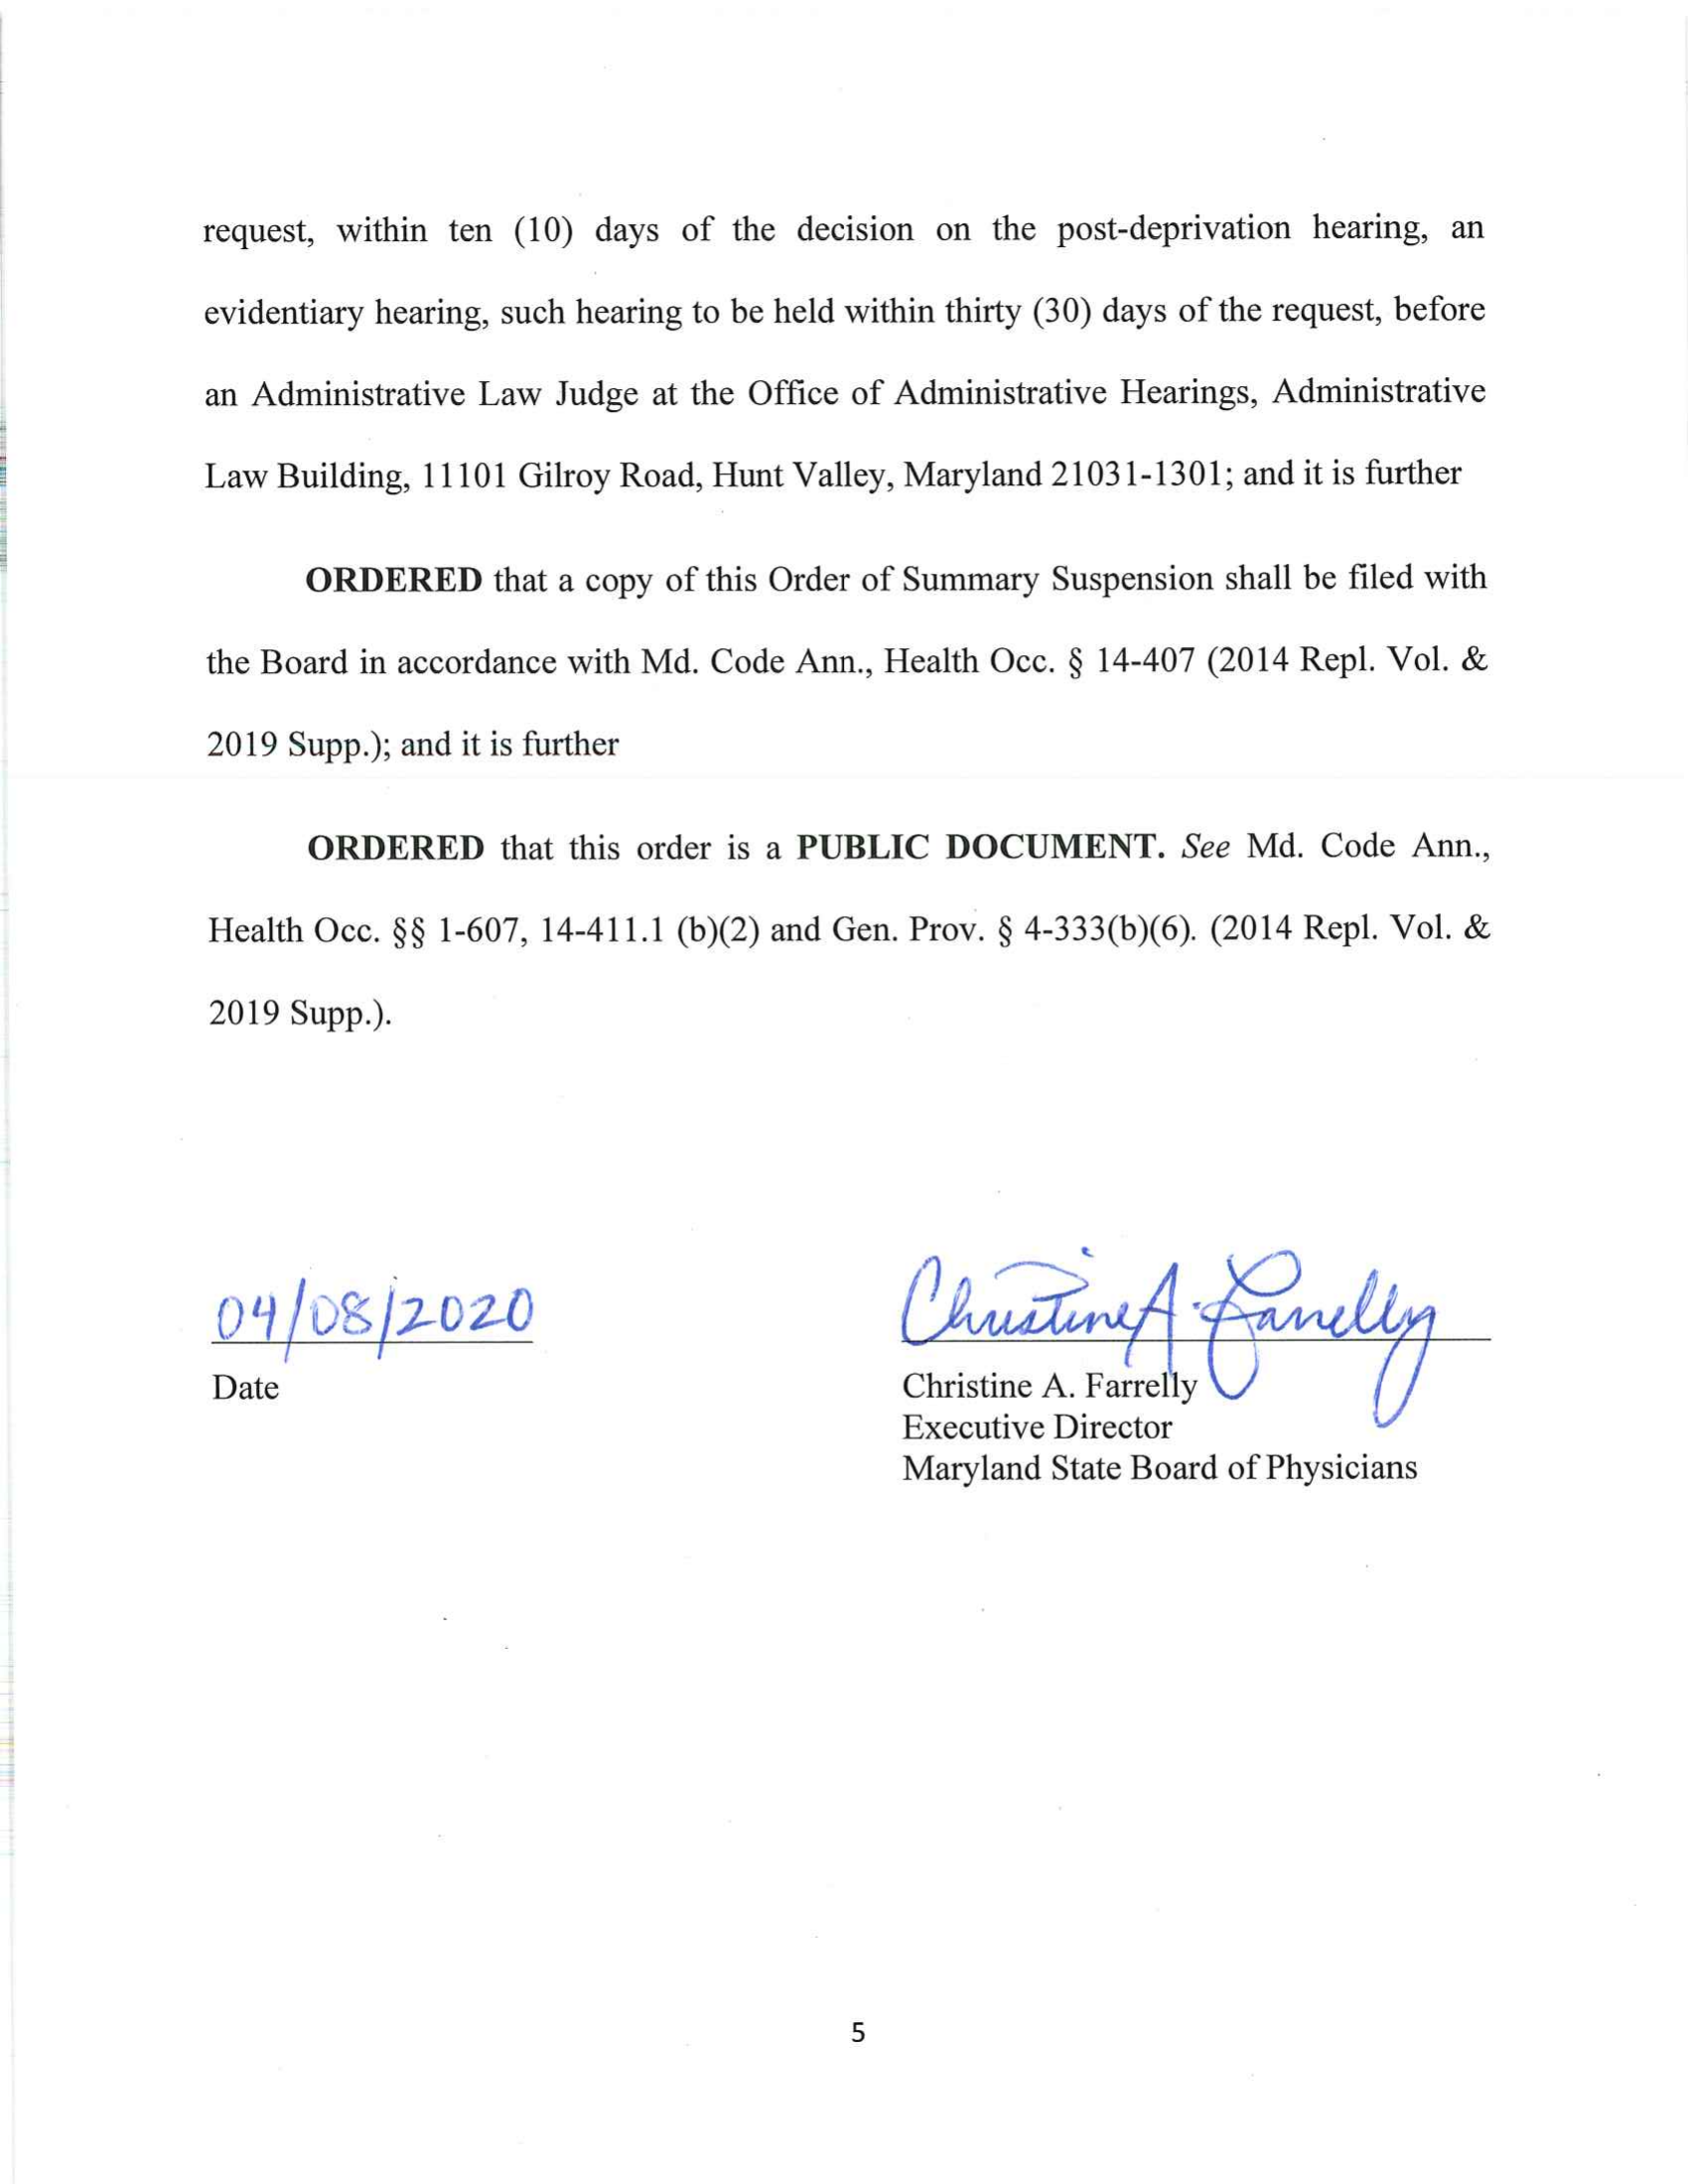 request, within ten (10) days of the decision on the post-deprivation hearing, an
evidentiary hearing, such hearing to be held within thirty (30) days of the request, before
an Administrative Law Judge at the Office of Administrative Hearings, Administrative
Law Building, 11101 Gilroy Road, Hunt Valley, Maryland 21031-1301; and it is further
ORDERED that a copy of this Order of Summary Suspension shall be filed with
the Board in accordance with Md. Code Ann., Health Occ. § 14-407 (2014 Repl. Vol. &
2019 Supp.); and it is further
ORDERED that this order is a PUBLIC DOCUMENT. See Md. Code Ann.,
Health Occ. §§ 1-607, 14-411.1 (b)(2) and Gen. Prov. § 4-333(b)(6). (2014 Repl. Vol. &
2019 Supp.).
04/08/2020
Christine A. Farrelly
Date
Christine A. Farrelly
Executive Director
Maryland State Board of Physicians
5